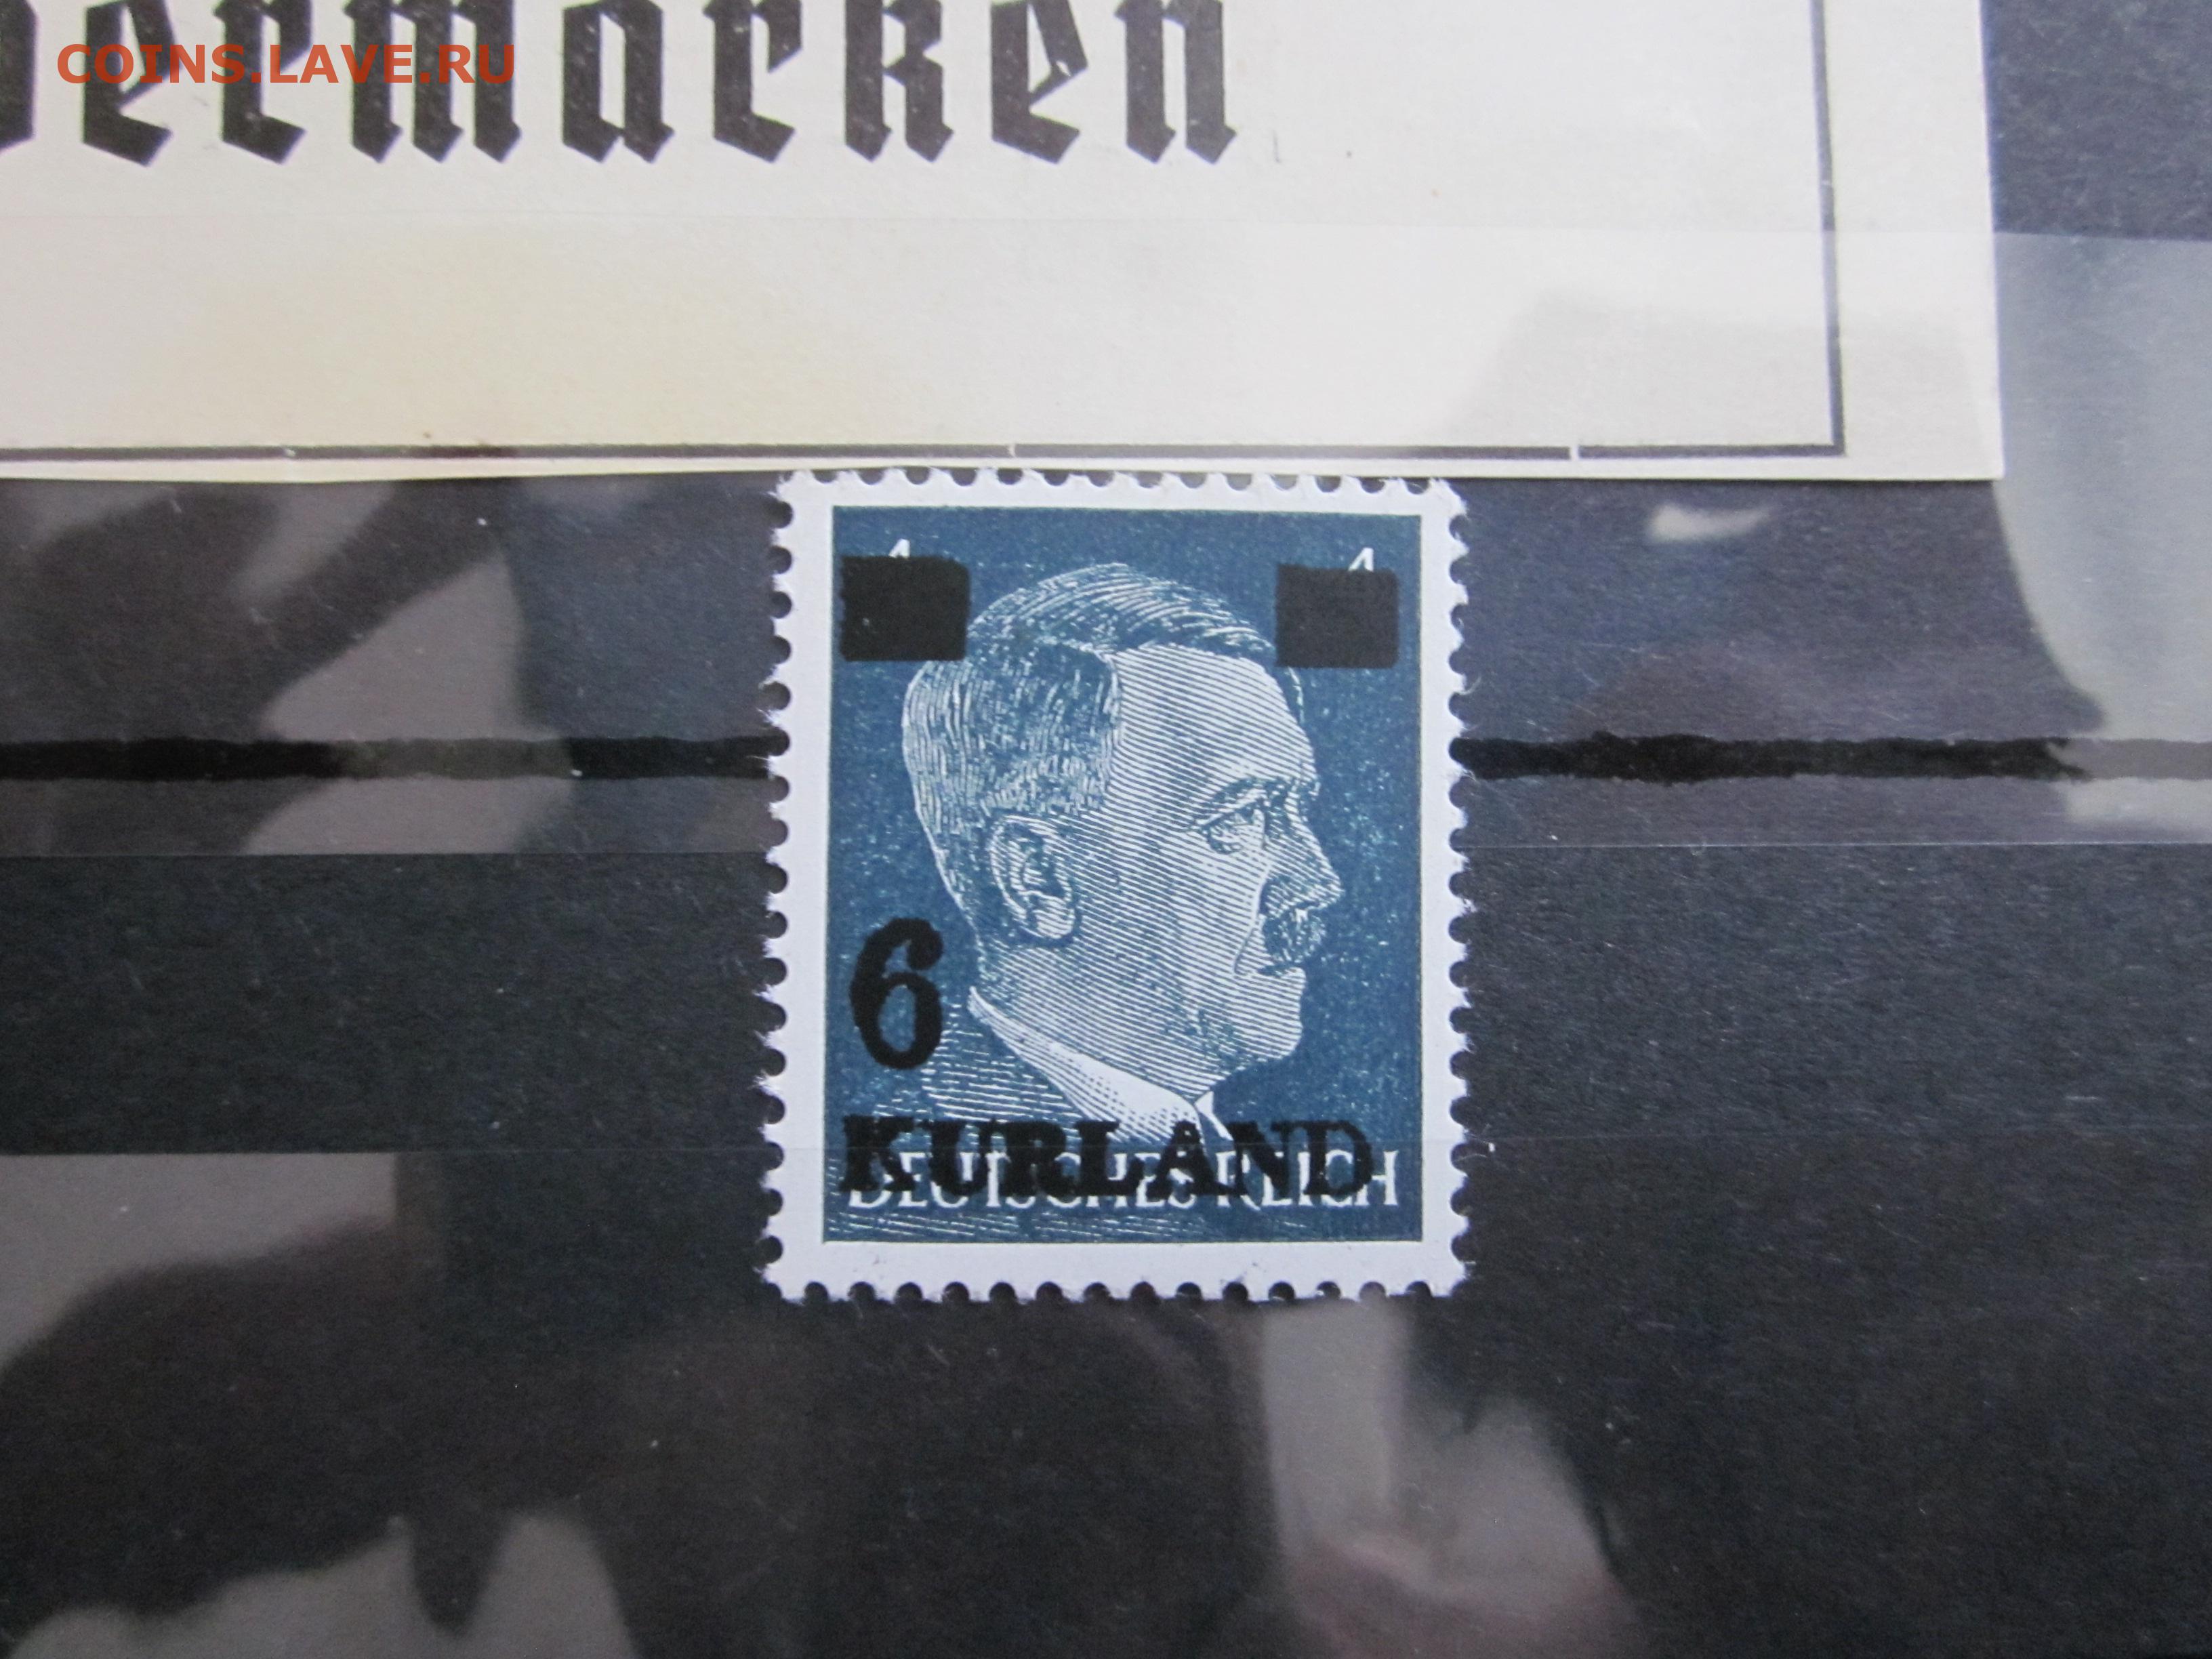 COINS.LAVE.RU
ermarken
4 4
6
KURLAND
DEUTSCHES REICH